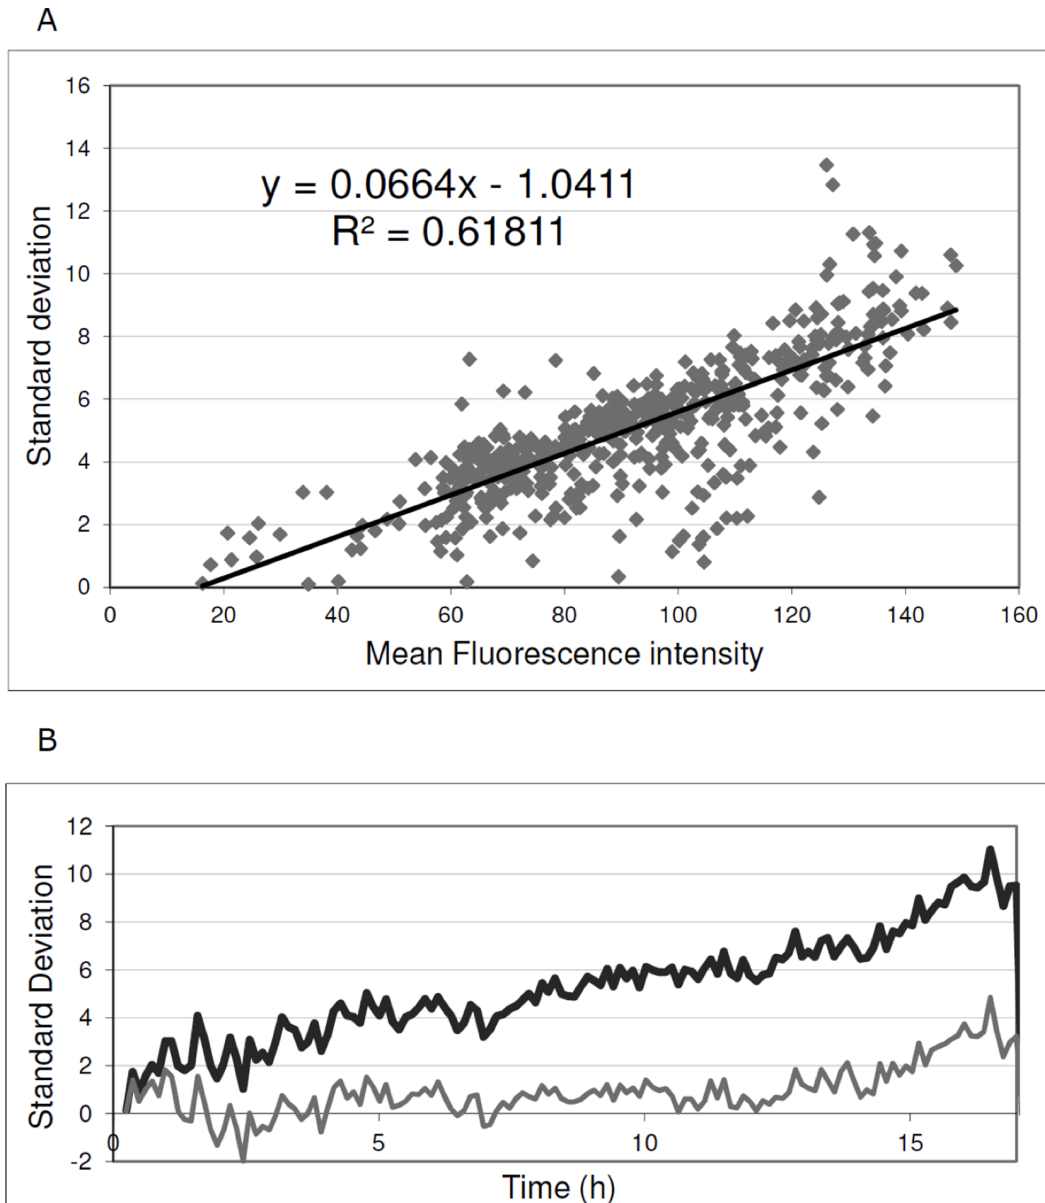 A
16
14
12
10
8
6
4
2
0
0 20 40 60 80 100 120 140 160
Standard deviation
y = 0.0664x - 1.0411
R² = 0.61811
Mean Fluorescence intensity
B
12
10
8
6
4
2
0
-2
0 5 10 15
Standard Deviation
Time (h)